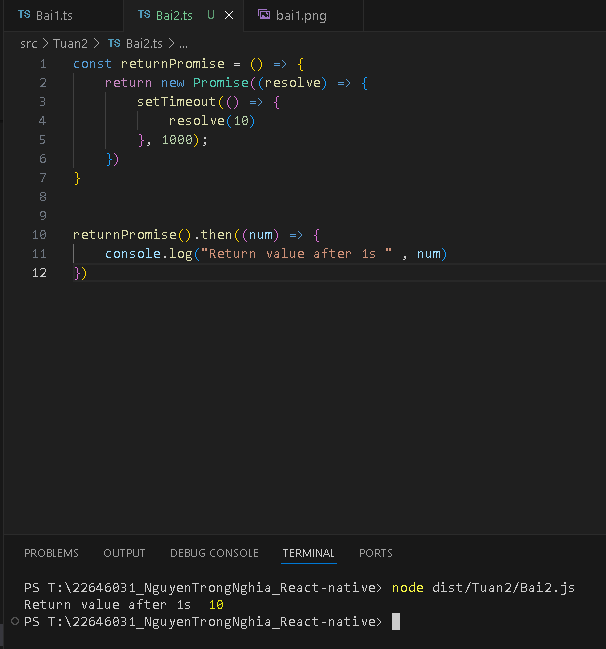 TS Bai1.ts TS Bai2.ts U bai1.png
src > Tuan2 > TS Bai2.ts > ...
1 const returnPromise = () => {
2 return new Promise((resolve) => {
3 setTimeout(() => {
4 resolve(10)
5 }, 1000);
6 })
7 }
8
9
10 returnPromise().then((num) => {
11 console.log("Return value after 1s " , num)
12 })
PROBLEMS OUTPUT DEBUG CONSOLE TERMINAL PORTS
PS T:\22646031_NguyenTrongNghia_React-native> node dist/Tuan2/Bai2.js
Return value after 1s  10
PS T:\22646031_NguyenTrongNghia_React-native>